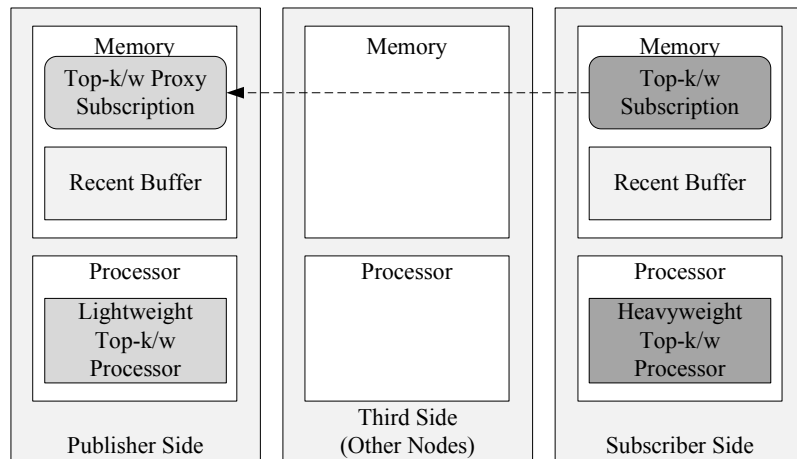 Memory
Top-k/w Proxy
Subscription
Recent Buffer
Processor
Lightweight
Top-k/w
Processor
Publisher Side
Memory
Processor
Third Side
(Other Nodes)
Memory
Top-k/w
Subscription
Recent Buffer
Processor
Heavyweight
Top-k/w
Processor
Subscriber Side